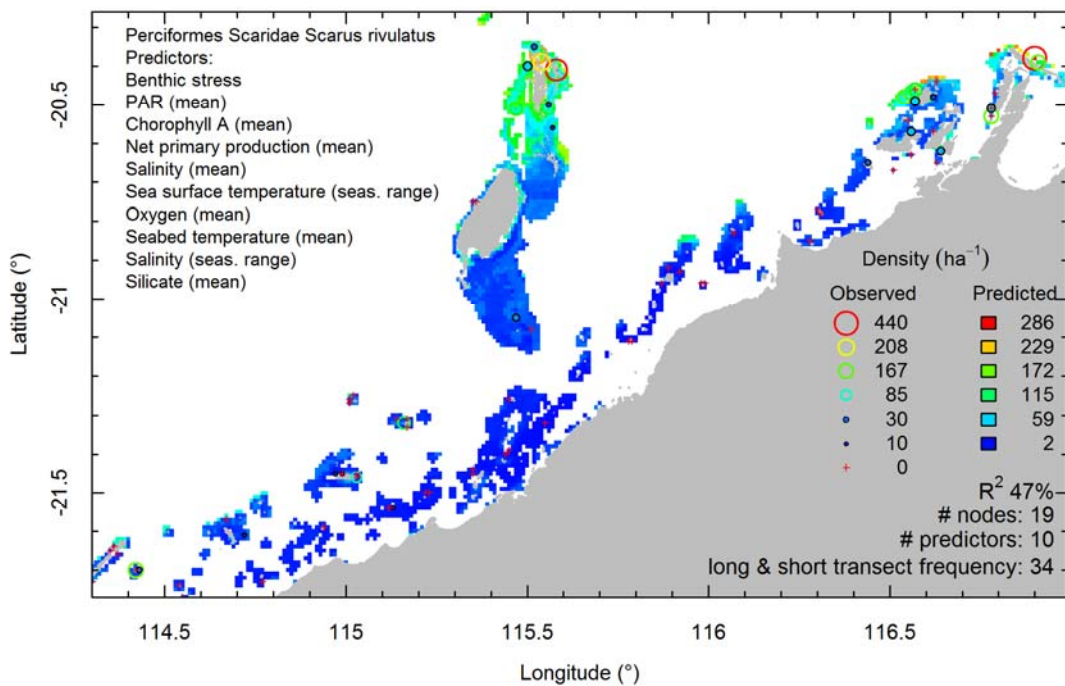 Perciformes Scaridae Scarus rivulatus
Predictors:
Benthic stress
PAR (mean)
Chorophyll A (mean)
Net primary production (mean)
Salinity (mean)
Sea surface temperature (seas. range)
Oxygen (mean)
Seabed temperature (mean)
Salinity (seas. range)
Silicate (mean)
Latitude (°)
-20.5
-21
-21.5
Density (ha⁻¹)
Observed Predicted
440 286
208 229
167 172
85 115
30 59
10 2
0
R² 47%
# nodes: 19
# predictors: 10
long & short transect frequency: 34
114.5 115 115.5 116 116.5
Longitude (°)